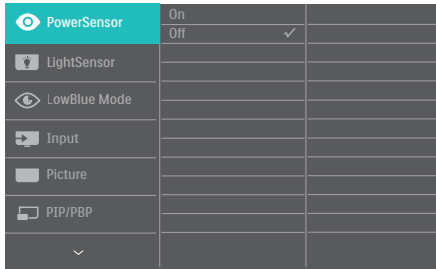 PowerSensor
On
Off
LightSensor
LowBlue Mode
Input
Picture
PIP/PBP